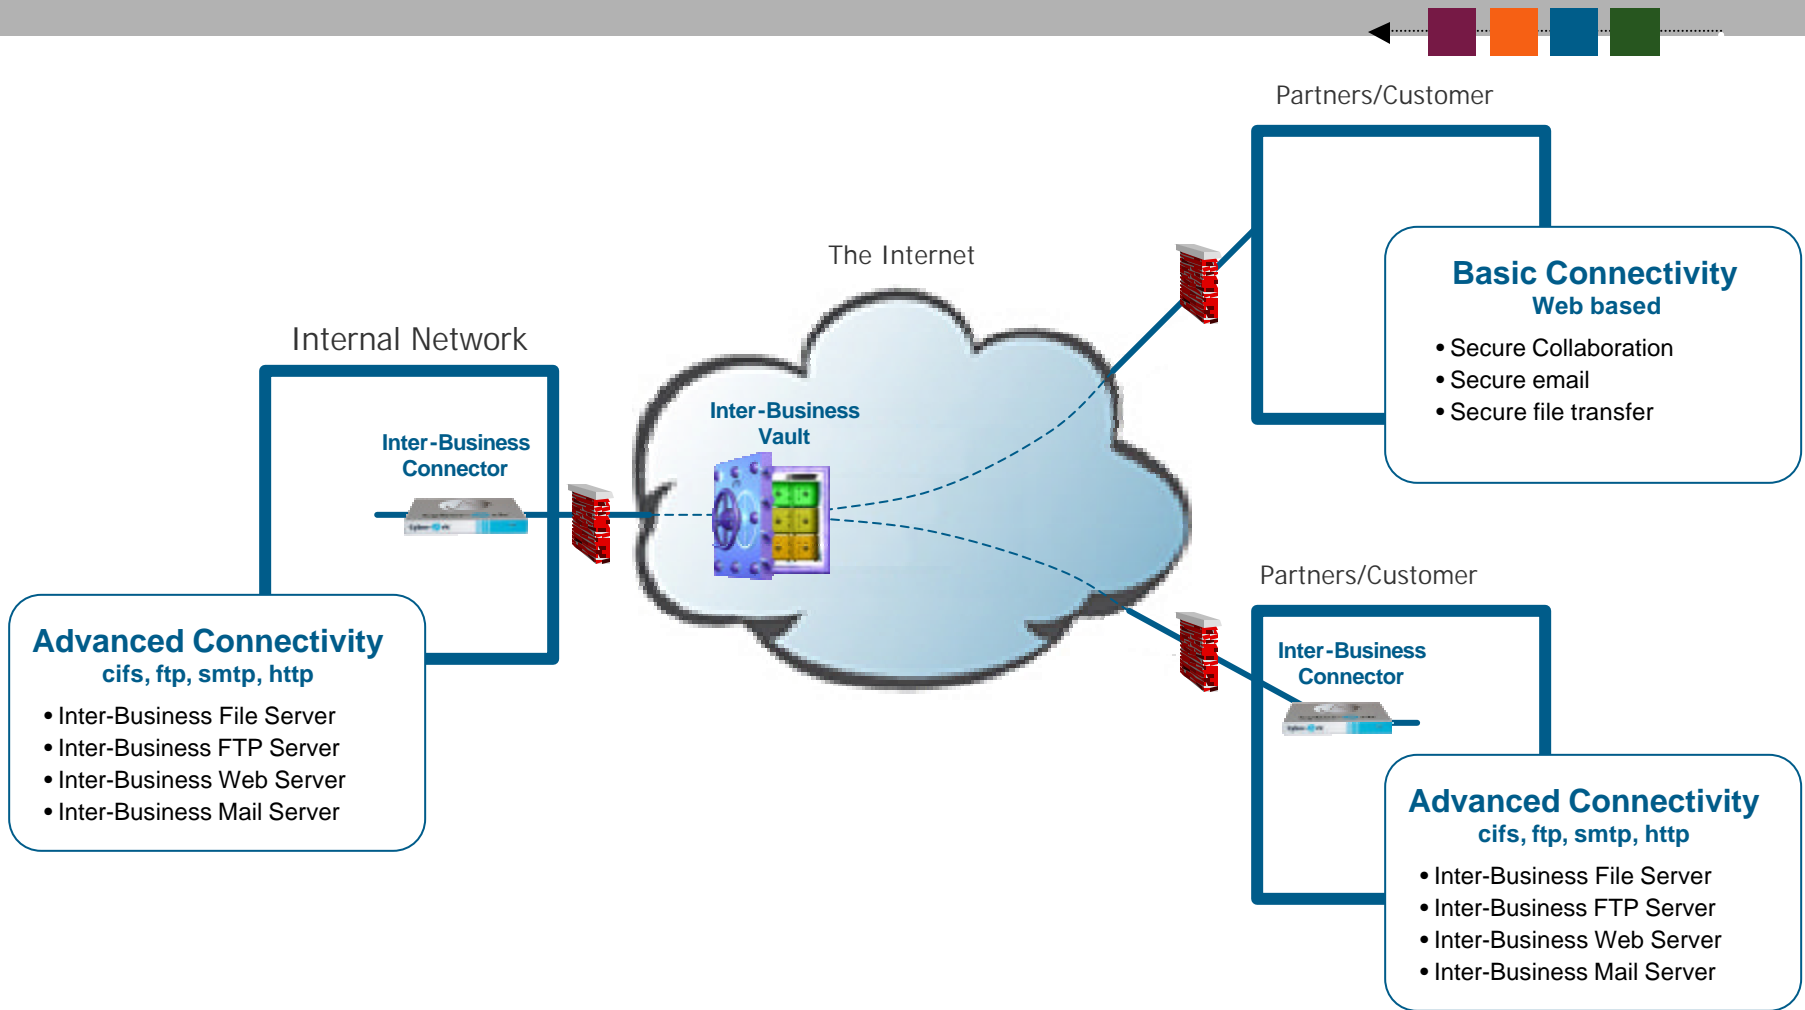 Partners/Customer
The Internet
Basic Connectivity
Web based
• Secure Collaboration
• Secure email
• Secure file transfer
Internal Network
Inter-Business
Vault
Inter-Business
Connector
Partners/Customer
Inter-Business
Connector
Advanced Connectivity
cifs, ftp, smtp, http
• Inter-Business File Server
• Inter-Business FTP Server
• Inter-Business Web Server
• Inter-Business Mail Server
Advanced Connectivity
cifs, ftp, smtp, http
• Inter-Business File Server
• Inter-Business FTP Server
• Inter-Business Web Server
• Inter-Business Mail Server